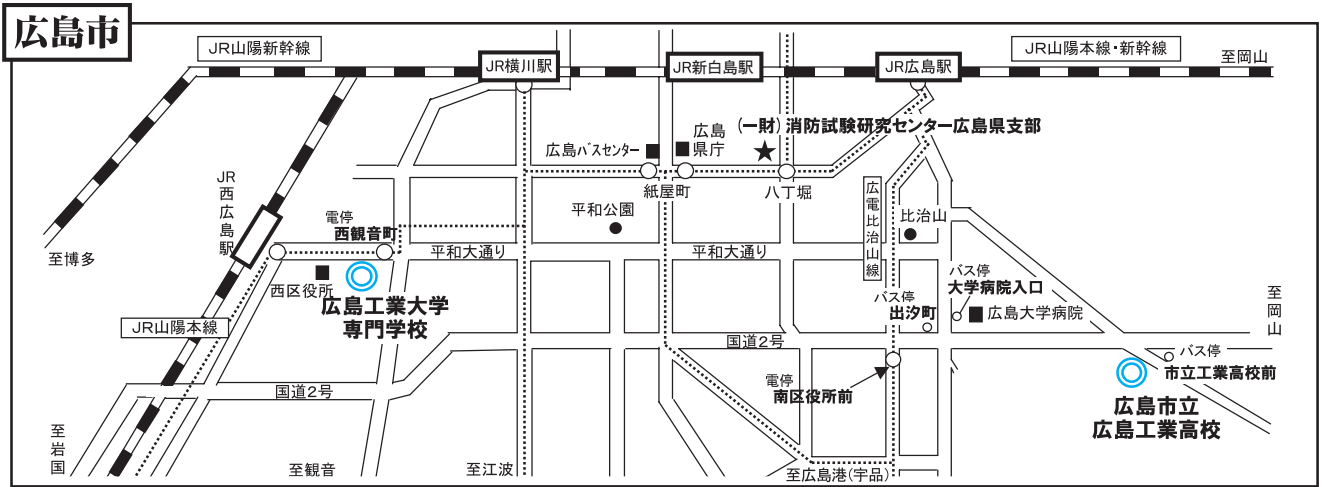 広島市
JR山陽新幹線
JR横川駅
JR新白島駅
JR広島駅
JR山陽本線・新幹線
至岡山
(一財)消防試験研究センター広島県支部
広島バスセンター
広島
県庁
紙屋町
八丁堀
JR西広島駅
電停
西観音町
平和公園
広電比治山線
比治山
至博多
平和大通り
平和大通り
西区役所
広島工業大学
専門学校
バス停
大学病院入口
広島大学病院
バス停
出汐町
至岡山
JR山陽本線
国道2号
国道2号
電停
南区役所前
バス停
市立工業高校前
広島市立
広島工業高校
至岩国
至観音
至江波
至広島港(宇品)